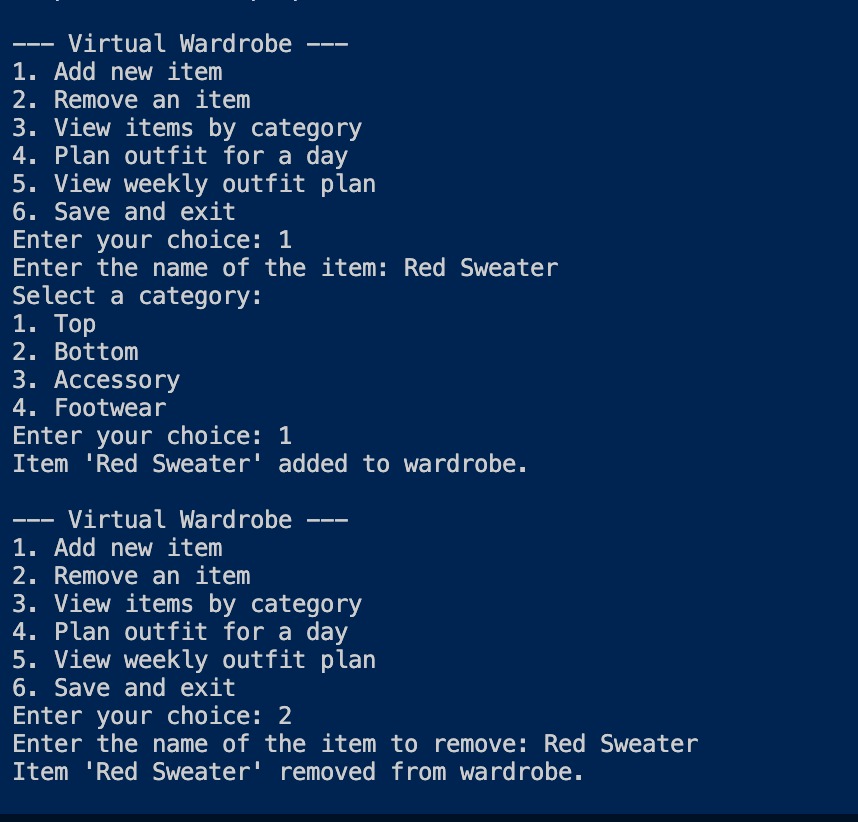 --- Virtual Wardrobe ---
1. Add new item
2. Remove an item
3. View items by category
4. Plan outfit for a day
5. View weekly outfit plan
6. Save and exit
Enter your choice: 1
Enter the name of the item: Red Sweater
Select a category:
1. Top
2. Bottom
3. Accessory
4. Footwear
Enter your choice: 1
Item 'Red Sweater' added to wardrobe.
--- Virtual Wardrobe ---
1. Add new item
2. Remove an item
3. View items by category
4. Plan outfit for a day
5. View weekly outfit plan
6. Save and exit
Enter your choice: 2
Enter the name of the item to remove: Red Sweater
Item 'Red Sweater' removed from wardrobe.